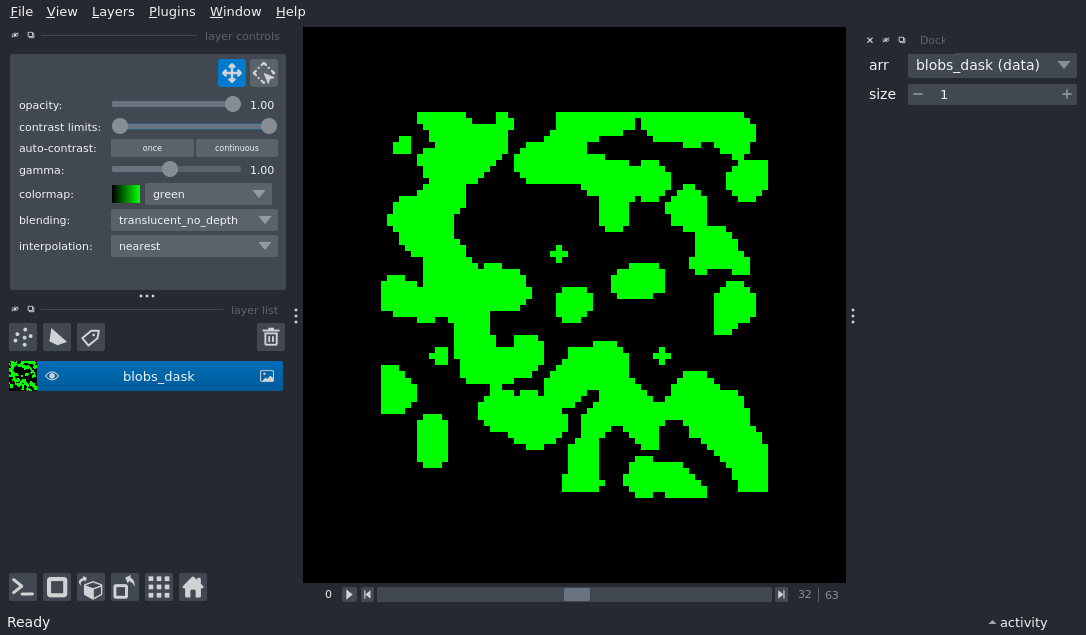 File View Layers Plugins Window Help
layer controls
opacity: 1.00
contrast limits:
auto-contrast: once continuous
gamma: 1.00
colormap: green
blending: translucent_no_depth
interpolation: nearest
layer list
blobs_dask
0 32 63
Dock
arr blobs_dask (data)
size 1
Ready
activity